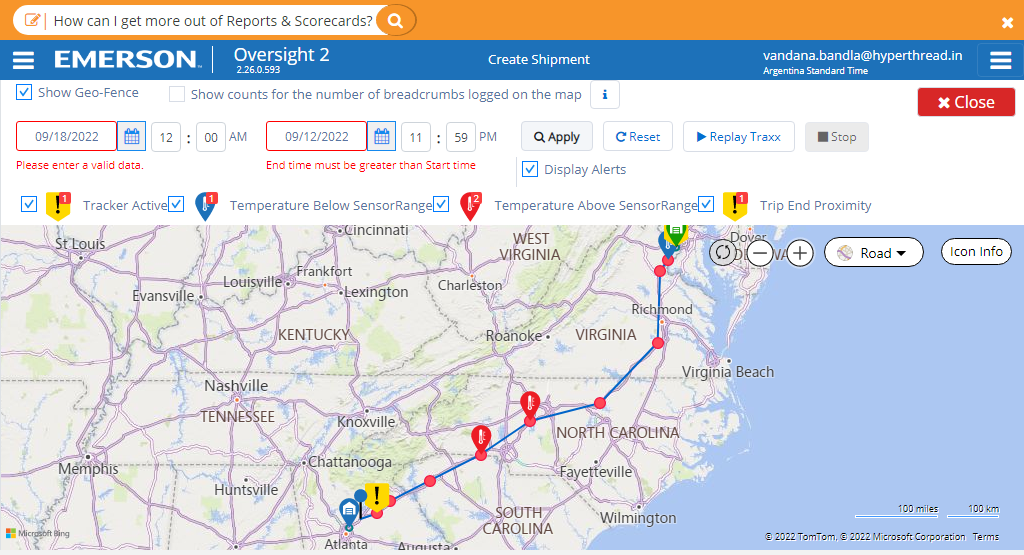 How can I get more out of Reports & Scorecards?
EMERSON Oversight 2
2.26.0.593
Create Shipment
vandana.bandla@hyperthread.in
Argentina Standard Time
Show Geo-Fence
Show counts for the number of breadcrumbs logged on the map
i
Close
09/18/2022 12 : 00 AM
09/12/2022 11 : 59 PM
Apply
Reset
Replay Traxx
Stop
Please enter a valid data.
End time must be greater than Start time
Display Alerts
1 Tracker Active
1 Temperature Below SensorRange
2 Temperature Above SensorRange
1 Trip End Proximity
St Louis
Cincinnati
WEST
VIRGINIA
Dover
Road
Icon Info
Frankfort
Louisville
Evansville
Lexington
Charleston
Richmond
KENTUCKY
Roanoke
VIRGINIA
Virginia Beach
Nashville
TENNESSEE
Knoxville
NORTH CAROLINA
Memphis
Chattanooga
Fayetteville
Huntsville
SOUTH
CAROLINA
Wilmington
100 miles
100 km
Microsoft Bing
Atlanta
Augusta
© 2022 TomTom, © 2022 Microsoft Corporation Terms